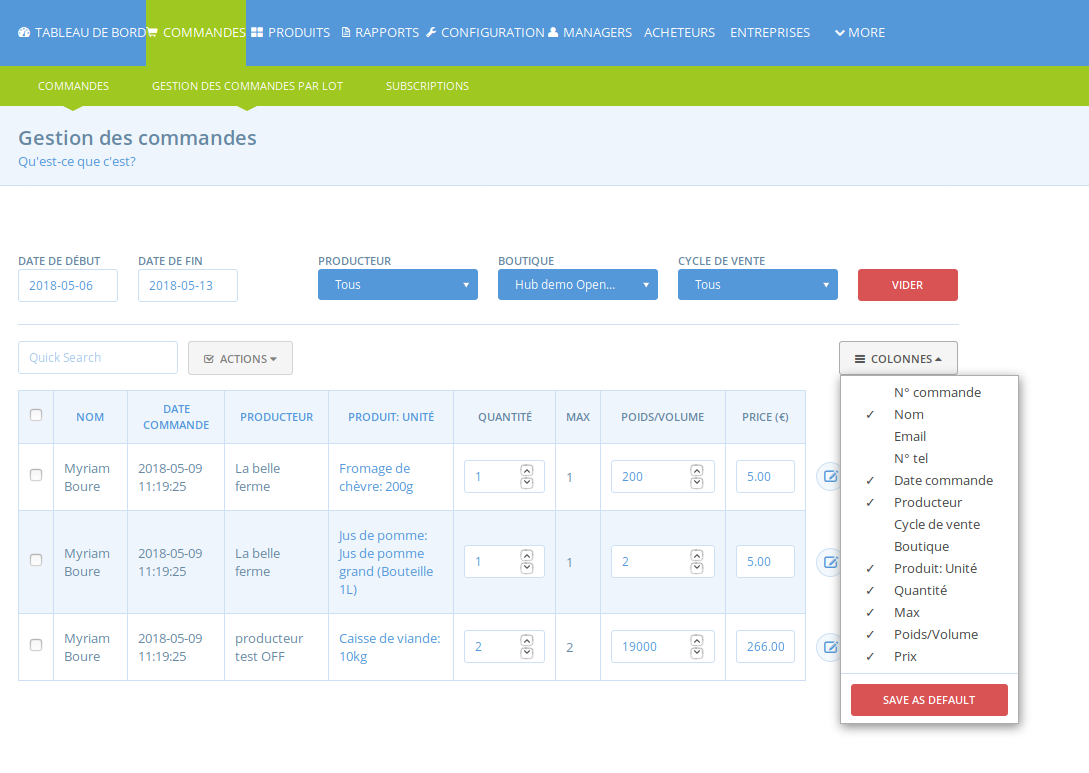 TABLEAU DE BORD COMMANDES PRODUITS RAPPORTS CONFIGURATION MANAGERS ACHETEURS ENTREPRISES MORE
COMMANDES GESTION DES COMMANDES PAR LOT SUBSCRIPTIONS
Gestion des commandes
Qu'est-ce que c'est?
DATE DE DÉBUT DATE DE FIN PRODUCTEUR BOUTIQUE CYCLE DE VENTE
2018-05-06 2018-05-13 Tous Hub demo Open... Tous VIDER
Quick Search ACTIONS COLONNES
NOM DATE COMMANDE PRODUCTEUR PRODUIT: UNITÉ QUANTITÉ MAX POIDS/VOLUME PRICE (€)
Myriam Boure 2018-05-09 11:19:25 La belle ferme Fromage de chèvre: 200g 1 1 200 5.00
Myriam Boure 2018-05-09 11:19:25 La belle ferme Jus de pomme: Jus de pomme grand (Bouteille 1L) 1 1 2 5.00
Myriam Boure 2018-05-09 11:19:25 producteur test OFF Caisse de viande: 10kg 2 2 19000 266.00
N° commande
✓ Nom
Email
N° tel
✓ Date commande
✓ Producteur
Cycle de vente
Boutique
✓ Produit: Unité
✓ Quantité
✓ Max
✓ Poids/Volume
✓ Prix
SAVE AS DEFAULT